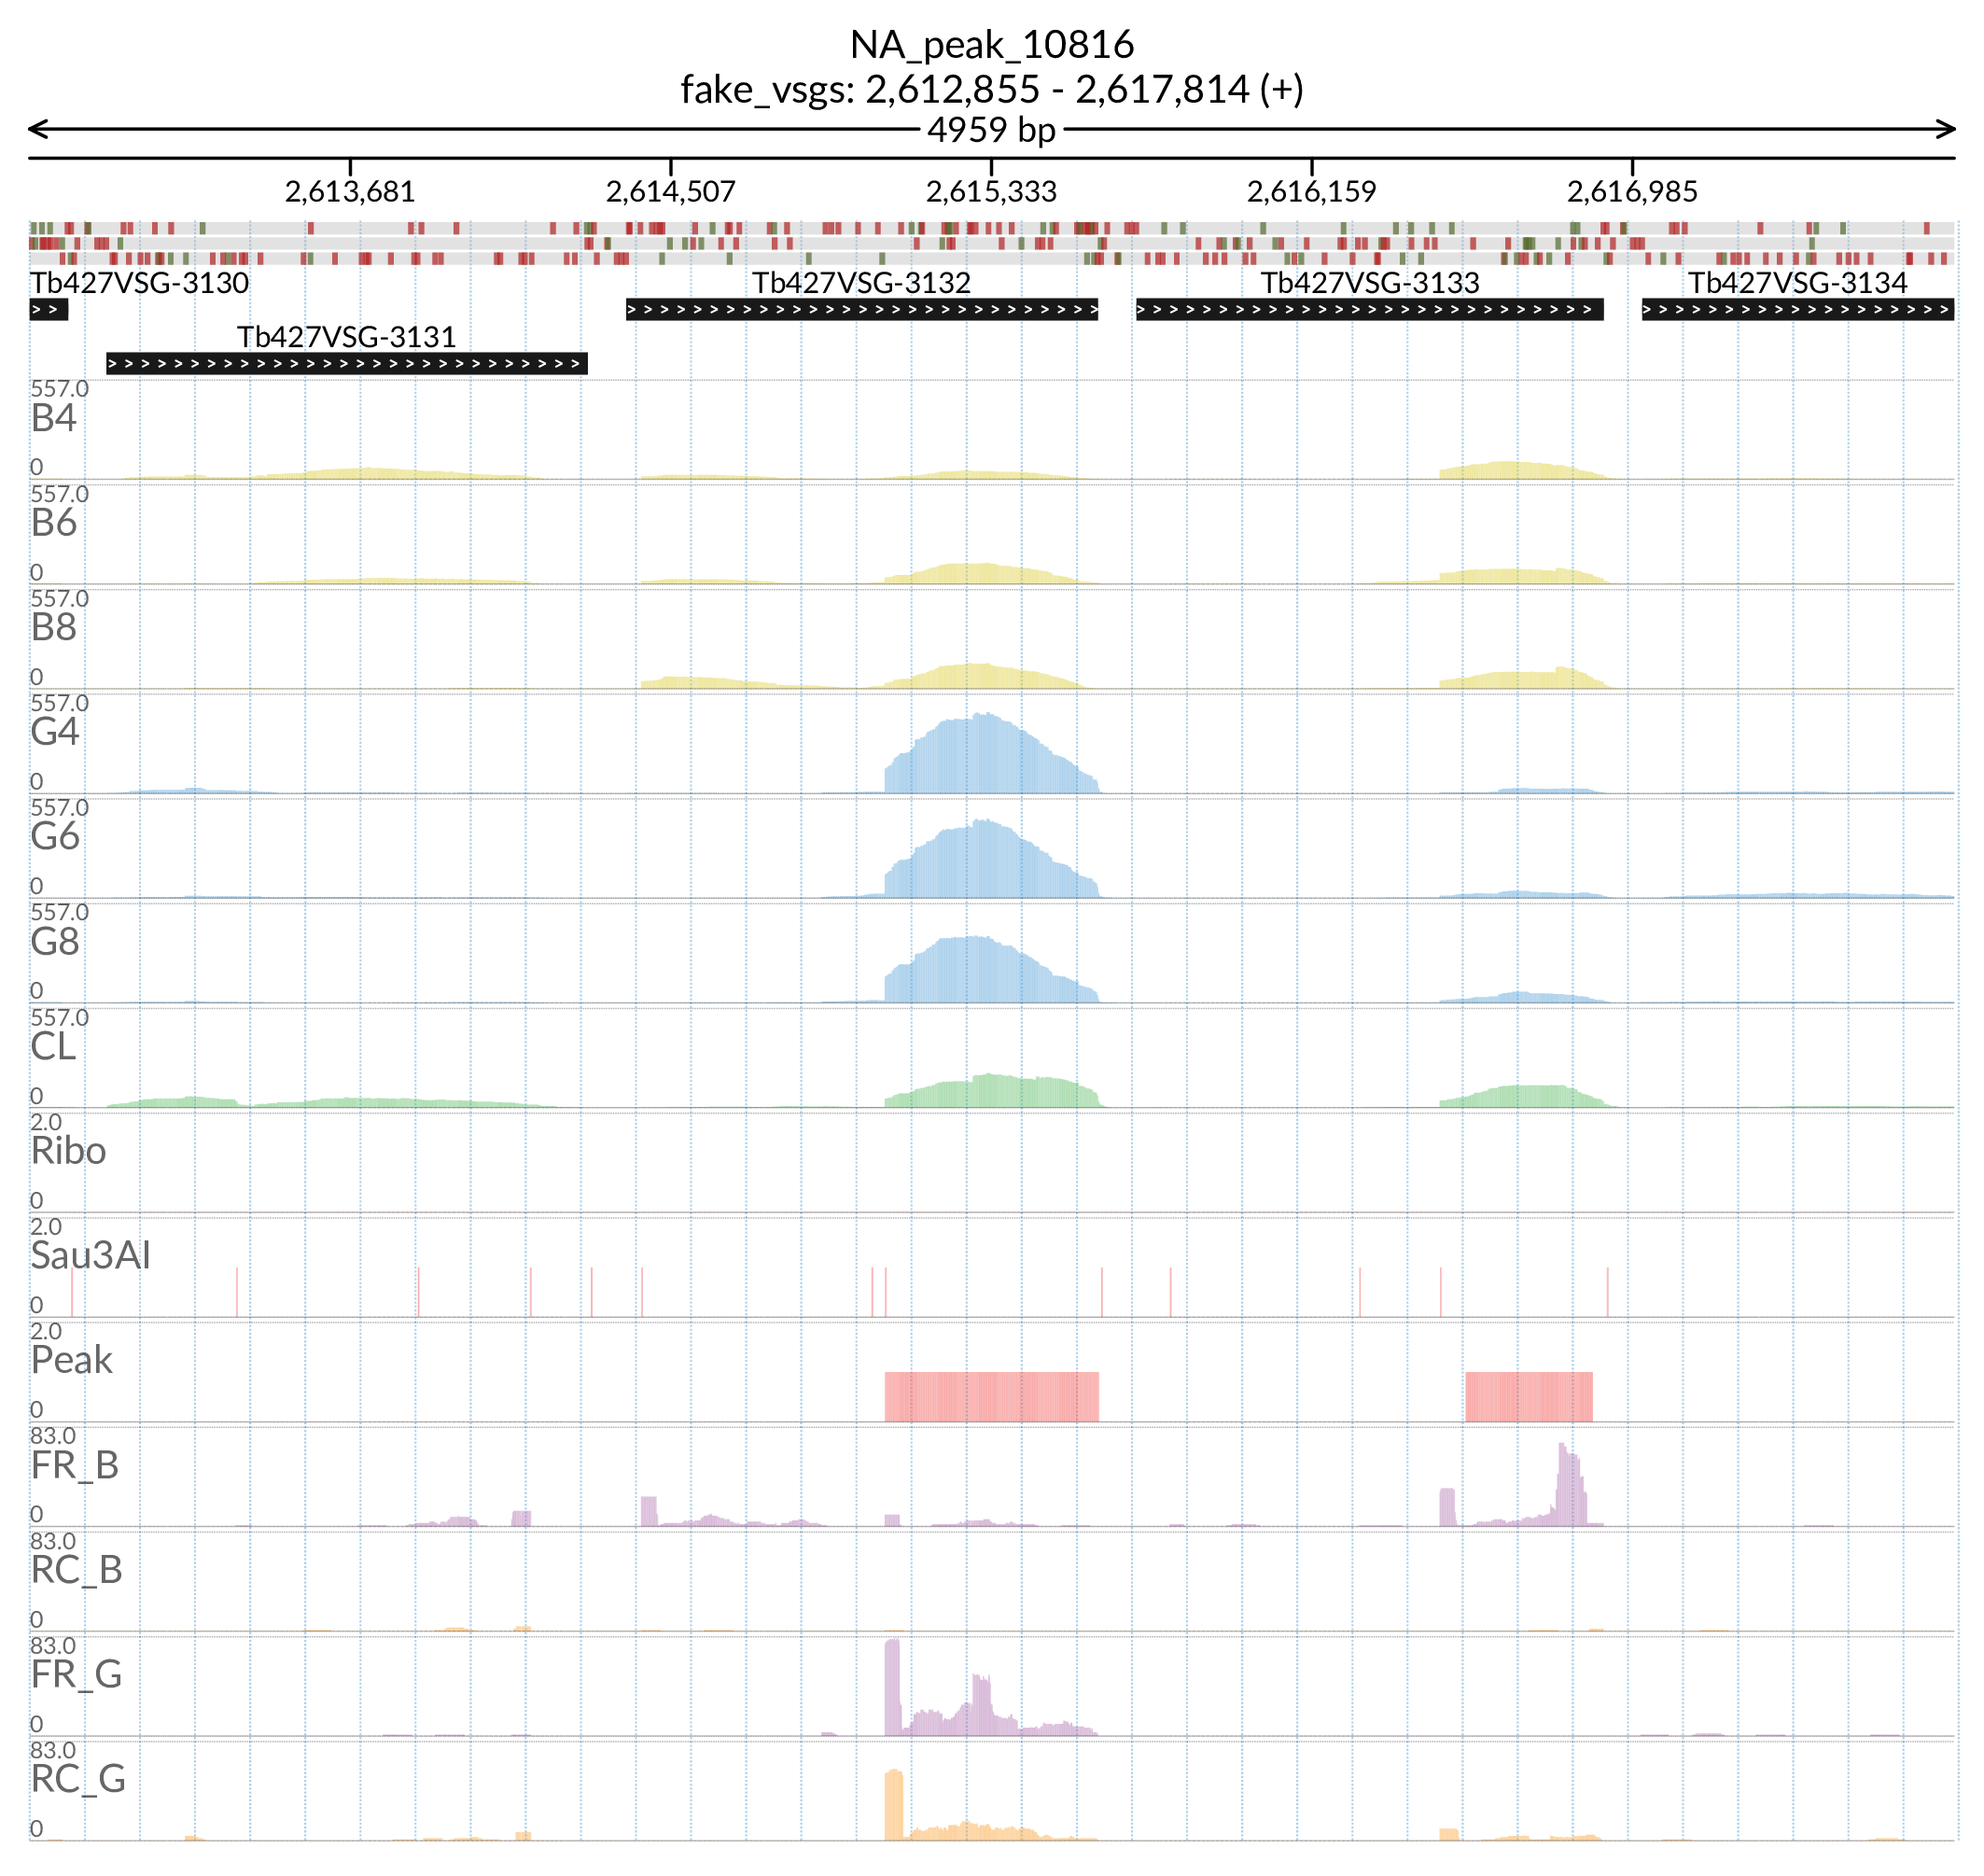 NA_peak_10816
fake_vsgs: 2,612,855 - 2,617,814 (+)
4959 bp
2,613,681 2,614,507 2,615,333 2,616,159 2,616,985
Tb427VSG-3130 Tb427VSG-3132 Tb427VSG-3133 Tb427VSG-3134
Tb427VSG-3131
557.0
B4
0
557.0
B6
0
557.0
B8
0
557.0
G4
0
557.0
G6
0
557.0
G8
0
557.0
CL
0
2.0
Ribo
0
2.0
Sau3AI
0
2.0
Peak
0
83.0
FR_B
0
83.0
RC_B
0
83.0
FR_G
0
83.0
RC_G
0